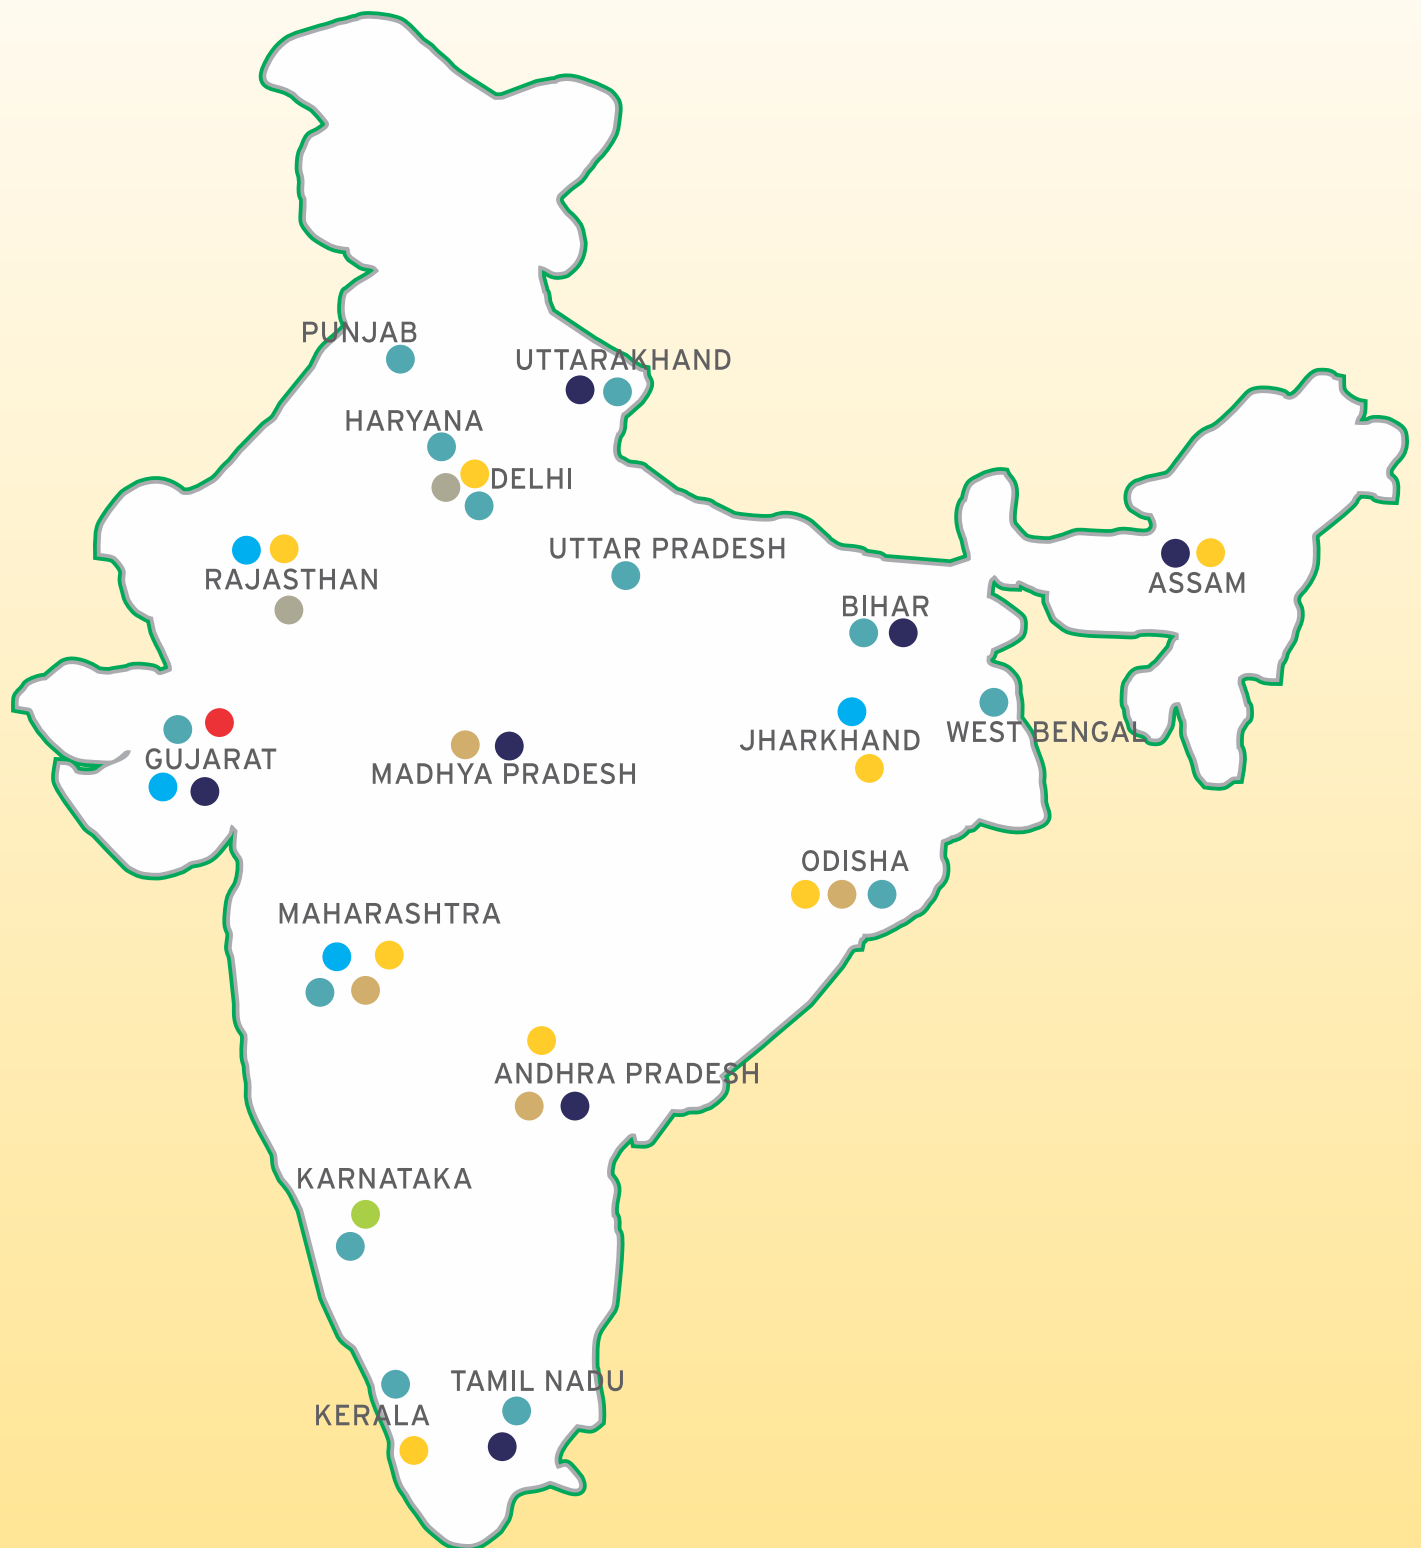 PUNJAB
UTTARAKHAND
HARYANA
DELHI
UTTAR PRADESH
RAJASTHAN
ASSAM
BIHAR
WEST BENGAL
JHARKHAND
GUJARAT
MADHYA PRADESH
ODISHA
MAHARASHTRA
ANDHRA PRADESH
KARNATAKA
TAMIL NADU
KERALA